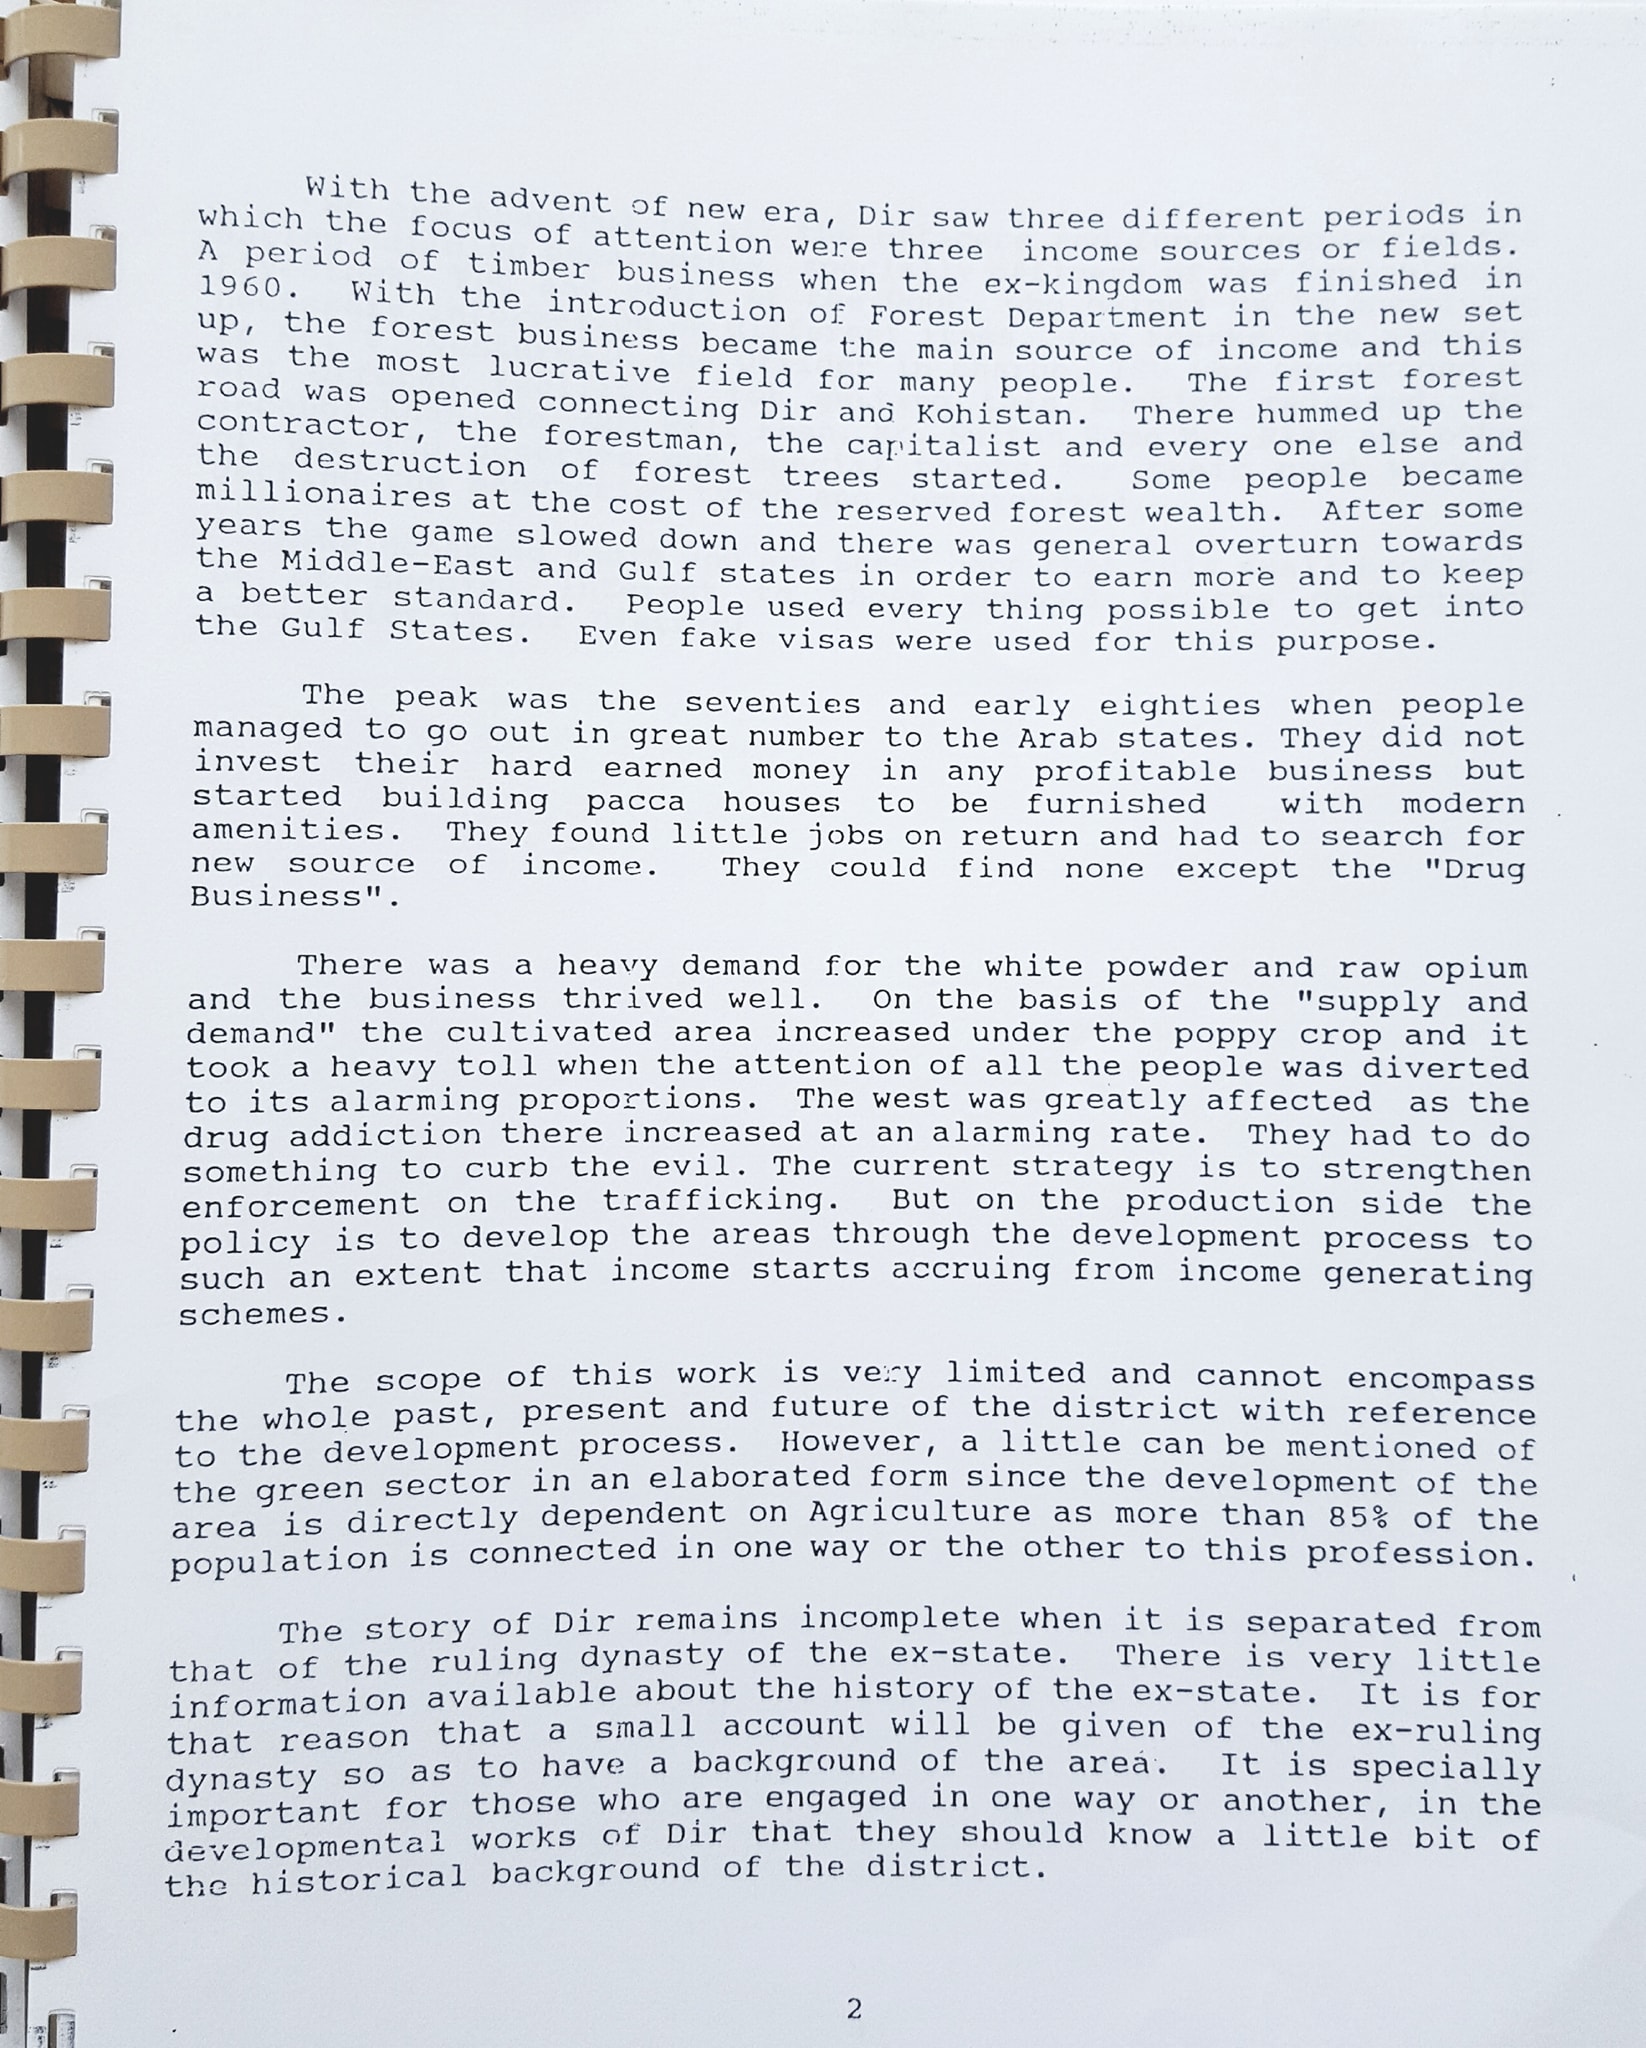 With the advent of new era, Dir saw three different periods in
which the focus of attention were three income sources or fields.
A period of timber business when the ex-kingdom was finished in
1960. With the introduction of Forest Department in the new set
up, the forest business became the main source of income and this
was the most lucrative field for many people. The first forest
road was opened connecting Dir and Kohistan. There hummed up the
contractor, the forestman, the capitalist and every one else and
the destruction of forest trees started. Some people became
millionaires at the cost of the reserved forest wealth. After some
years the game slowed down and there was general overturn towards
the Middle-East and Gulf states in order to earn more and to keep
a better standard. People used every thing possible to get into
the Gulf States. Even fake visas were used for this purpose.
The peak was the seventies and early eighties when people
managed to go out in great number to the Arab states. They did not
invest their hard earned money in any profitable business but
started building pacca houses to be furnished with modern
amenities. They found little jobs on return and had to search for
new source of income. They could find none except the "Drug
Business".
There was a heavy demand for the white powder and raw opium
and the business thrived well. On the basis of the "supply and
demand" the cultivated area increased under the poppy crop and it
took a heavy toll when the attention of all the people was diverted
to its alarming proportions. The west was greatly affected as the
drug addiction there increased at an alarming rate. They had to do
something to curb the evil. The current strategy is to strengthen
enforcement on the trafficking. But on the production side the
policy is to develop the areas through the development process to
such an extent that income starts accruing from income generating
schemes.
The scope of this work is very limited and cannot encompass
the whole past, present and future of the district with reference
to the development process. However, a little can be mentioned of
the green sector in an elaborated form since the development of the
area is directly dependent on Agriculture as more than 85% of the
population is connected in one way or the other to this profession.
The story of Dir remains incomplete when it is separated from
that of the ruling dynasty of the ex-state. There is very little
information available about the history of the ex-state. It is for
that reason that a small account will be given of the ex-ruling
dynasty so as to have a background of the area. It is specially
important for those who are engaged in one way or another, in the
developmental works of Dir that they should know a little bit of
the historical background of the district.
2